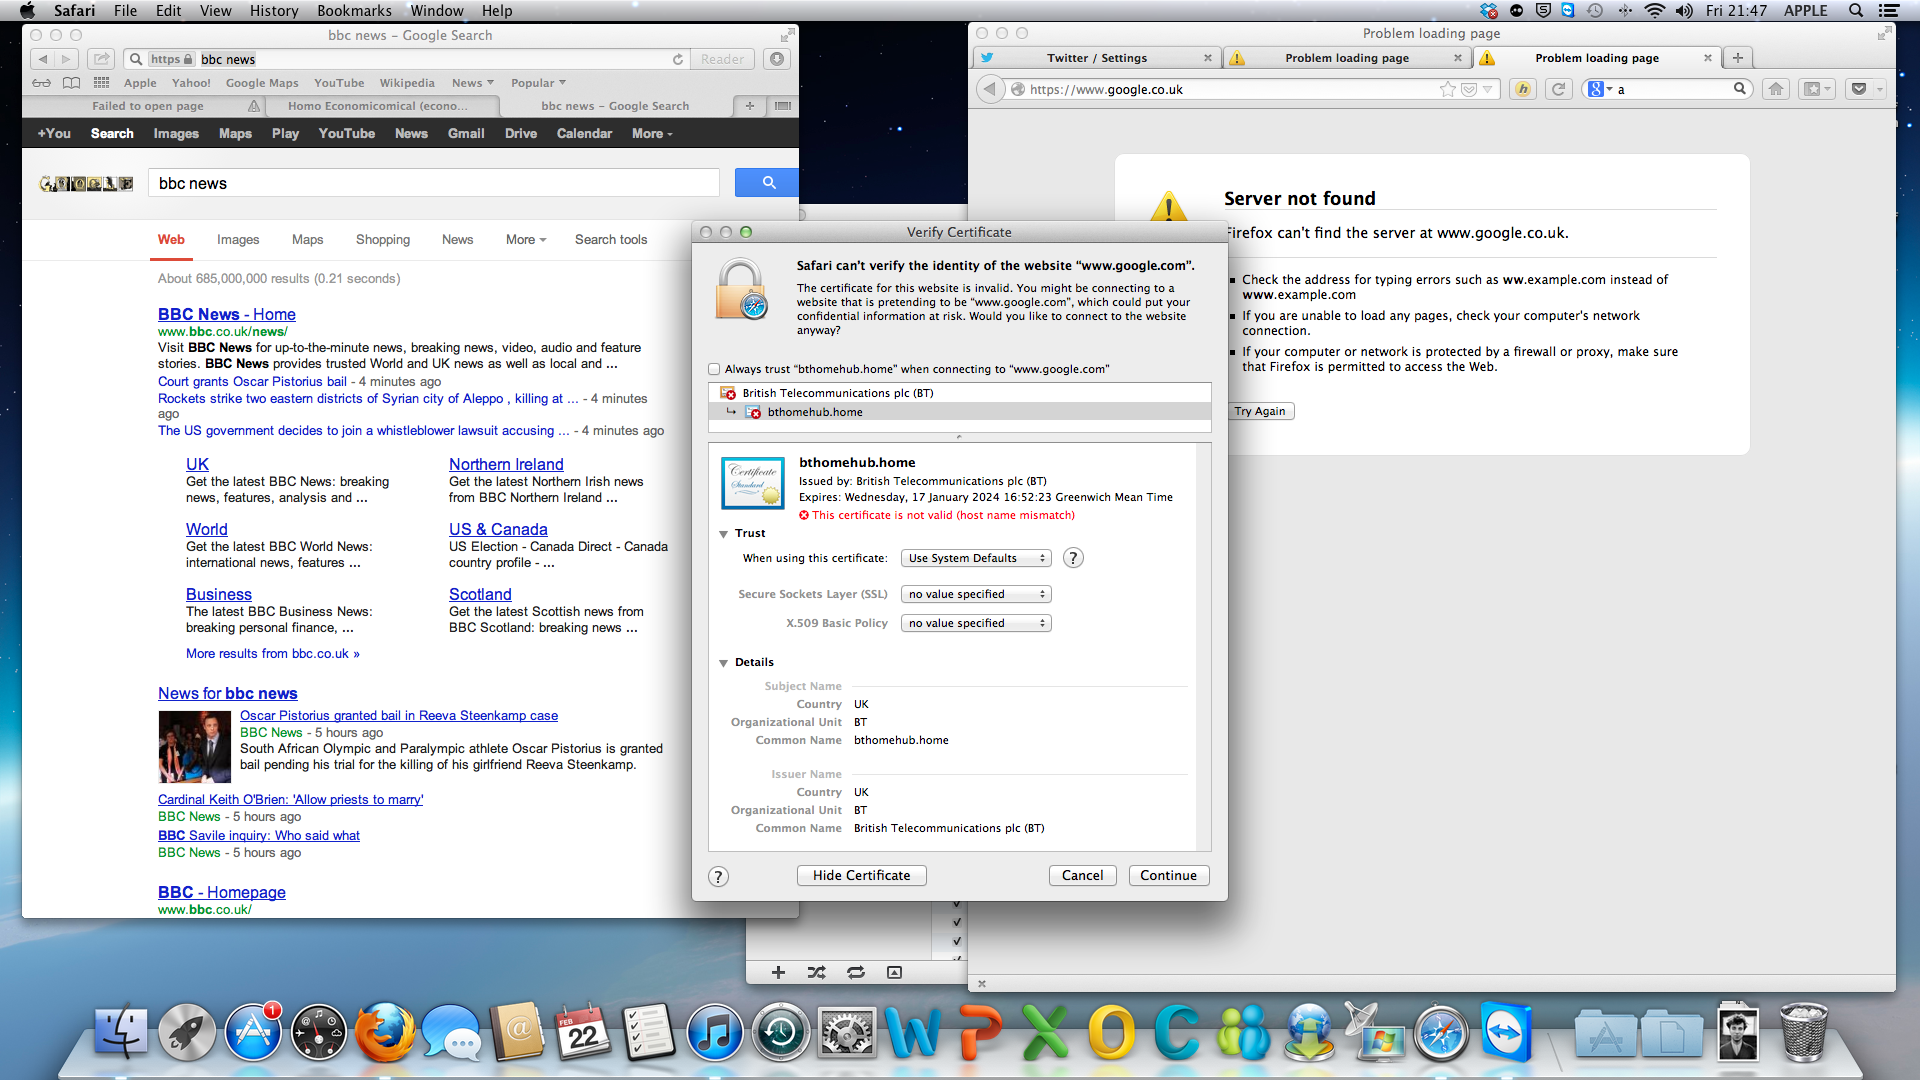 Safari File Edit View History Bookmarks Window Help
Fri 21:47 APPLE
bbc news – Google Search
https bbc news
Reader
Apple Yahoo! Google Maps YouTube Wikipedia News Popular
Failed to open page
Homo Economicomical (econo...
bbc news – Google Search
+You Search Images Maps Play YouTube News Gmail Drive Calendar More
bbc news
Web Images Maps Shopping News More Search tools
About 685,000,000 results (0.21 seconds)
BBC News - Home
www.bbc.co.uk/news/
Visit BBC News for up-to-the-minute news, breaking news, video, audio and feature
stories. BBC News provides trusted World and UK news as well as local and ...
Court grants Oscar Pistorius bail - 4 minutes ago
Rockets strike two eastern districts of Syrian city of Aleppo , killing at ... - 4 minutes
ago
The US government decides to join a whistleblower lawsuit accusing ... - 4 minutes ago
UK
Get the latest BBC News: breaking
news, features, analysis and ...
Northern Ireland
Get the latest Northern Irish news
from BBC Northern Ireland ...
World
Get the latest BBC World News:
international news, features ...
US & Canada
US Election - Canada Direct - Canada
country profile - ...
Business
The latest BBC Business News:
breaking personal finance, ...
Scotland
Get the latest Scottish news from
BBC Scotland: breaking news ...
More results from bbc.co.uk »
News for bbc news
Oscar Pistorius granted bail in Reeva Steenkamp case
BBC News - 5 hours ago
South African Olympic and Paralympic athlete Oscar Pistorius is granted
bail pending his trial for the killing of his girlfriend Reeva Steenkamp.
Cardinal Keith O'Brien: 'Allow priests to marry'
BBC News - 5 hours ago
BBC Savile inquiry: Who said what
BBC News - 5 hours ago
BBC - Homepage
www.bbc.co.uk/
Verify Certificate
Safari can't verify the identity of the website “www.google.com”.
The certificate for this website is invalid. You might be connecting to a
website that is pretending to be “www.google.com”, which could put your
confidential information at risk. Would you like to connect to the website
anyway?
Always trust “bthomehub.home” when connecting to “www.google.com”
British Telecommunications plc (BT)
bthomehub.home
Certificate
Standard
bthomehub.home
Issued by: British Telecommunications plc (BT)
Expires: Wednesday, 17 January 2024 16:52:23 Greenwich Mean Time
This certificate is not valid (host name mismatch)
Trust
When using this certificate: Use System Defaults ?
Secure Sockets Layer (SSL) no value specified
X.509 Basic Policy no value specified
Details
Subject Name
Country UK
Organizational Unit BT
Common Name bthomehub.home
Issuer Name
Country UK
Organizational Unit BT
Common Name British Telecommunications plc (BT)
? Hide Certificate Cancel Continue
Problem loading page
Twitter / Settings
Problem loading page
Problem loading page
https://www.google.co.uk
a
Server not found
Firefox can't find the server at www.google.co.uk.
Check the address for typing errors such as ww.example.com instead of
www.example.com
If you are unable to load any pages, check your computer's network
connection.
If your computer or network is protected by a firewall or proxy, make sure
that Firefox is permitted to access the Web.
Try Again
1
FEB
22
W P X O C